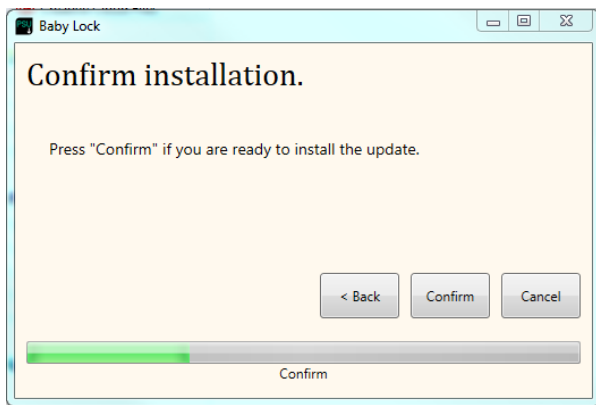 Baby Lock
Confirm installation.
Press "Confirm" if you are ready to install the update.
< Back Confirm Cancel
Confirm